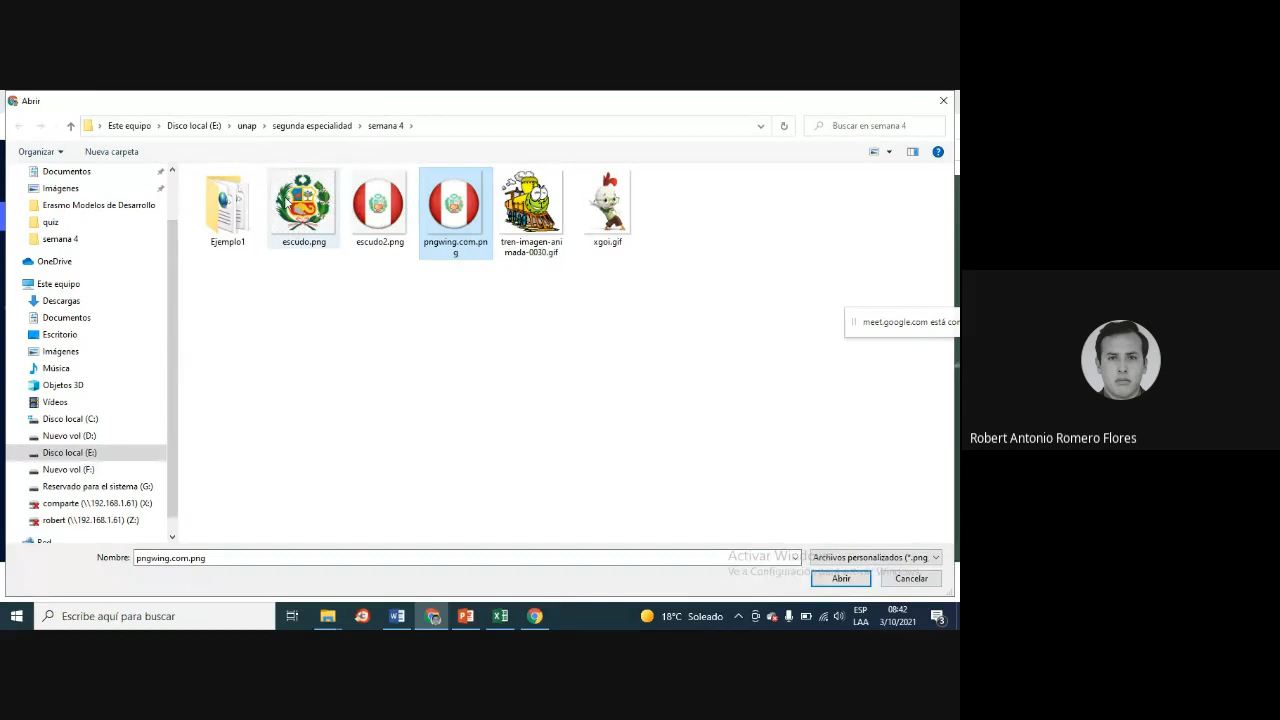 Abrir
Este equipo > Disco local (E:) > unap > segunda especialidad > semana 4 >
Buscar en semana 4
Organizar
Nueva carpeta
Documentos
Imágenes
Erasmo Modelos de Desarrollo
quiz
semana 4
OneDrive
Este equipo
Descargas
Documentos
Escritorio
Imágenes
Música
Objetos 3D
Vídeos
Disco local (C:)
Nuevo vol (D:)
Disco local (E:)
Nuevo vol (F:)
Reservado para el sistema (G:)
comparte (\\192.168.1.61) (X:)
robert (\\192.168.1.61) (Z:)
Red
Ejemplo1
escudo.png
escudo2.png
pngwing.com.pn
g
tren-imagen-ani
mada-0030.gif
xgoi.gif
meet.google.com está con
Robert Antonio Romero Flores
Nombre:
pngwing.com.png
Archivos personalizados (*.png,
Abrir
Cancelar
Escribe aquí para buscar
18°C Soleado
ESP
LAA
08:42
3/10/2021
3